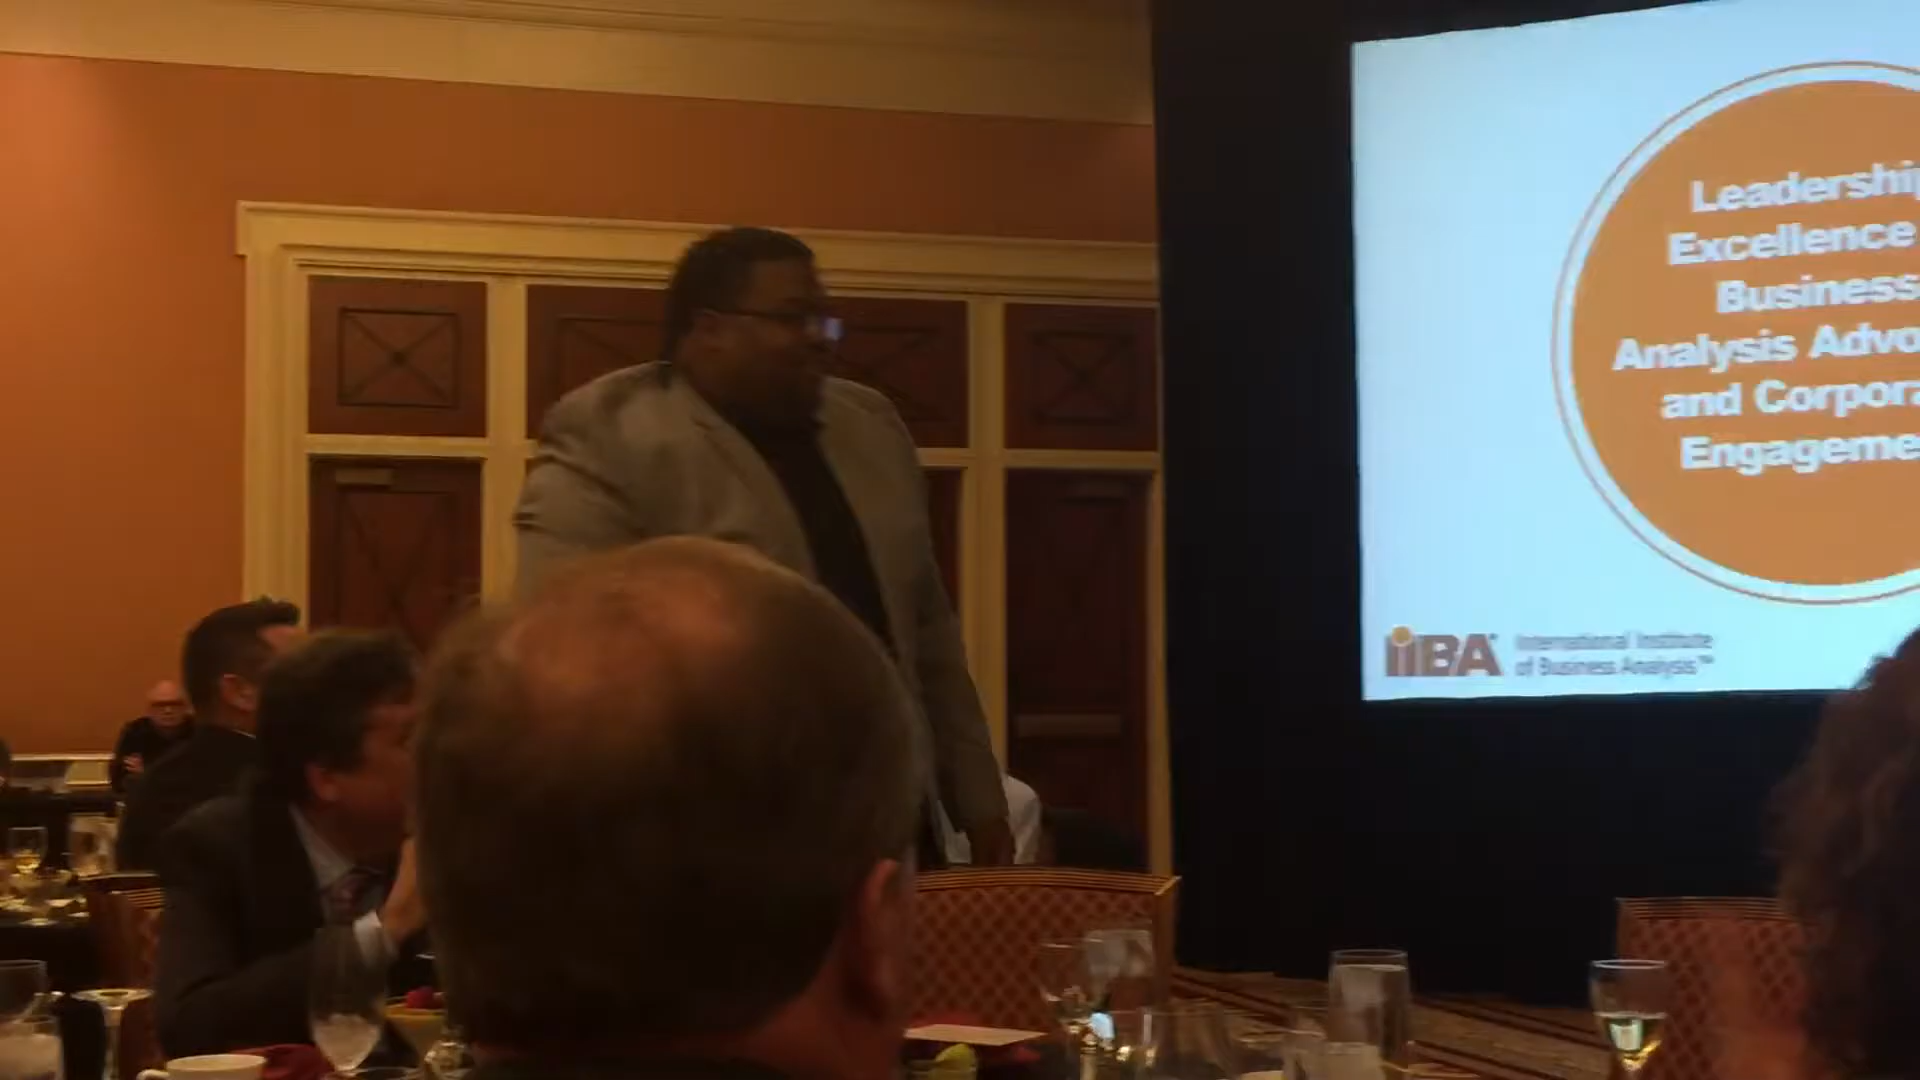 Leadership
Excellence
Business
Analysis Advo
and Corpora
Engageme
iiBA
International Institute
of Business Analysis™